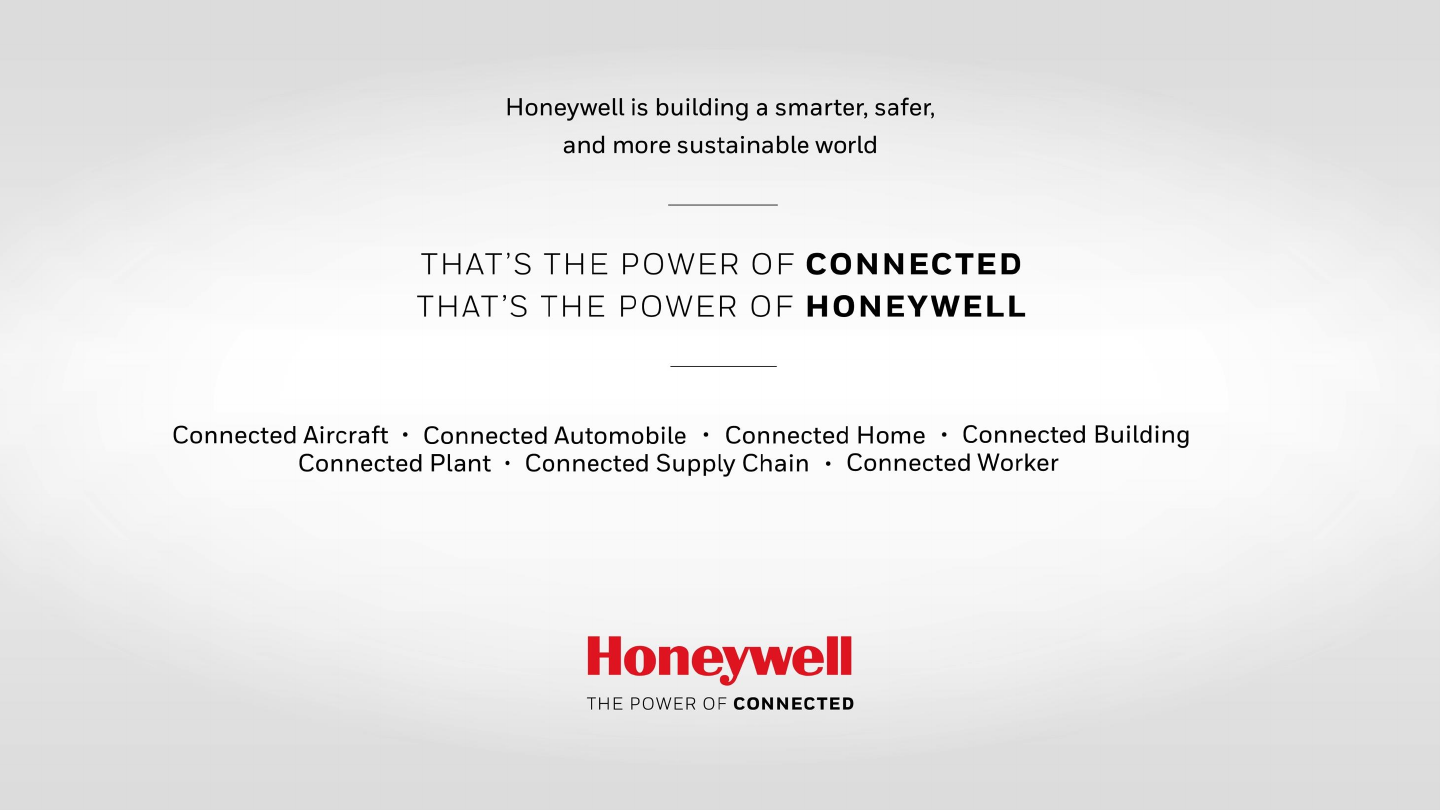 Honeywell is building a smarter, safer,
and more sustainable world
THAT’S THE POWER OF CONNECTED
THAT’S THE POWER OF HONEYWELL
Connected Aircraft • Connected Automobile • Connected Home • Connected Building
Connected Plant • Connected Supply Chain • Connected Worker
Honeywell
THE POWER OF CONNECTED